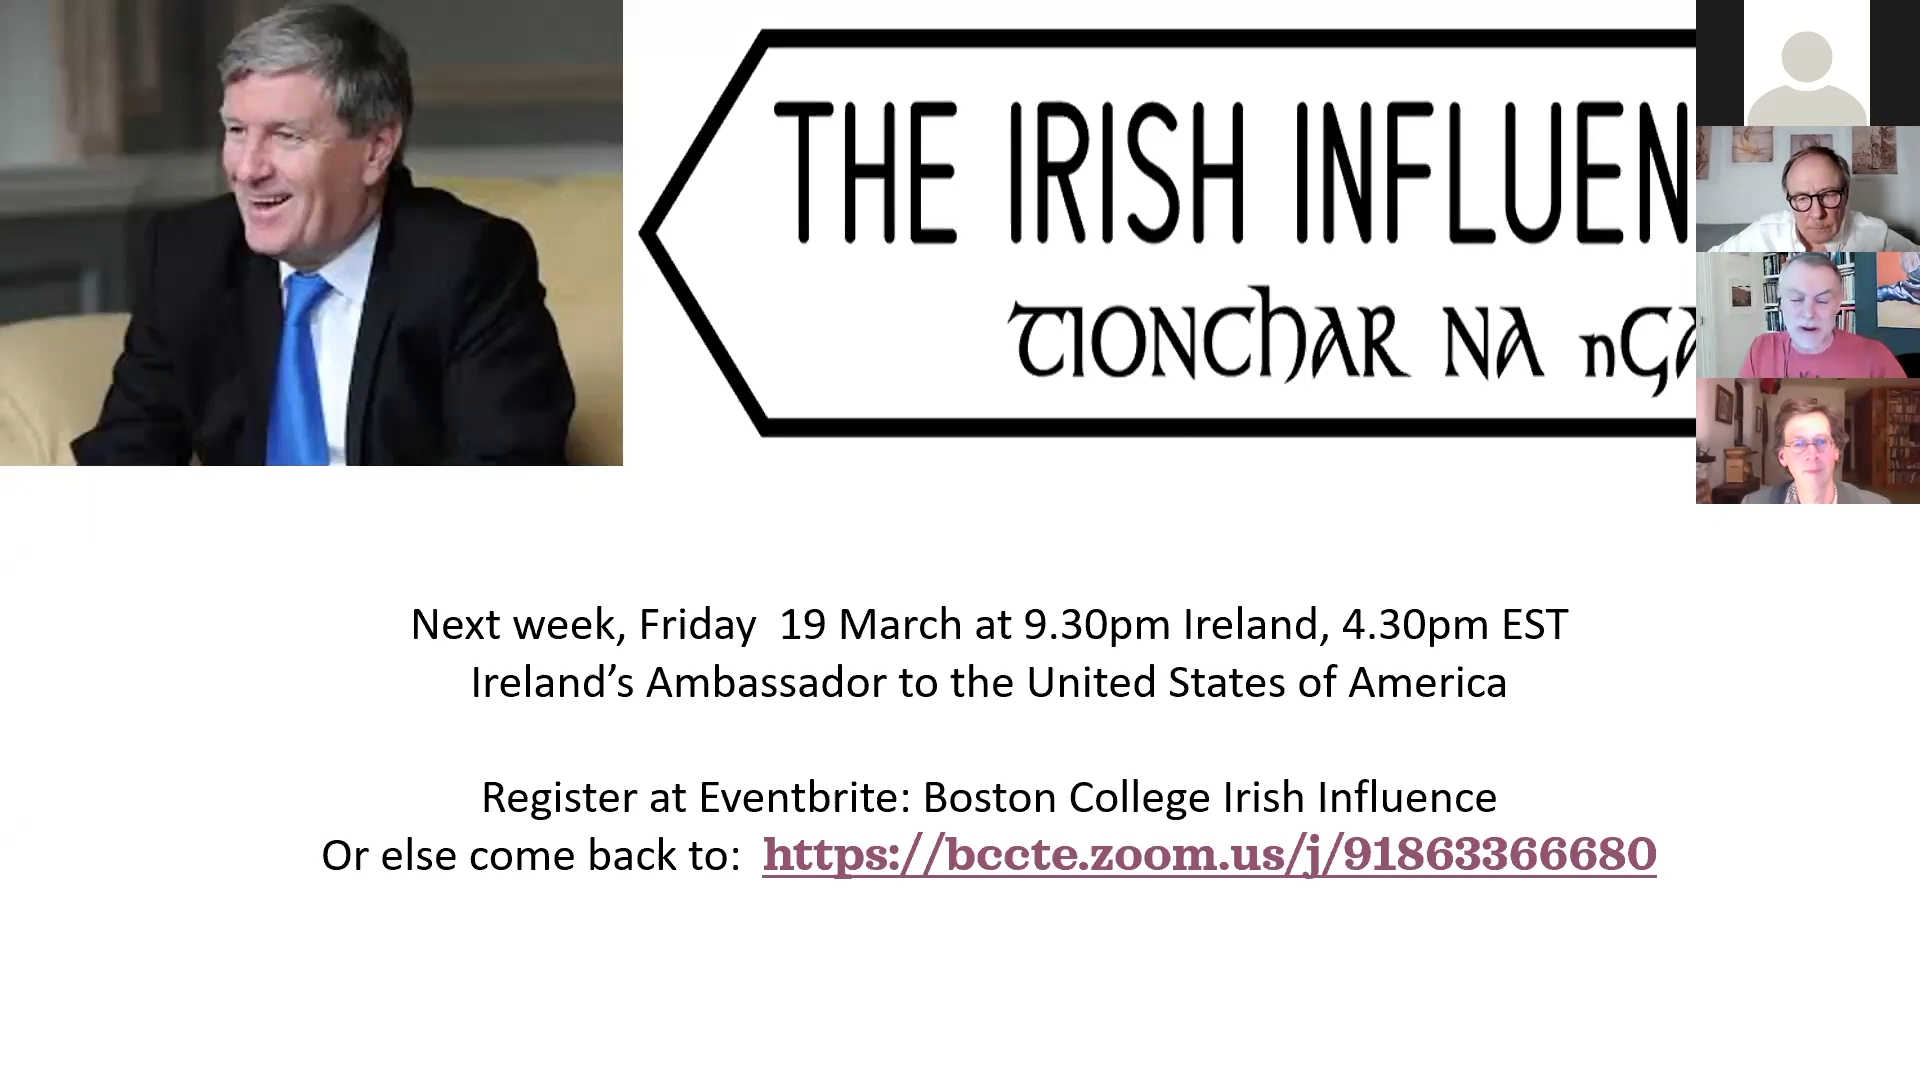 THE IRISH INFLUEN
TIONCHAR NA nGA
Next week, Friday 19 March at 9.30pm Ireland, 4.30pm EST
Ireland’s Ambassador to the United States of America
Register at Eventbrite: Boston College Irish Influence
Or else come back to: https://bccte.zoom.us/j/91863366680